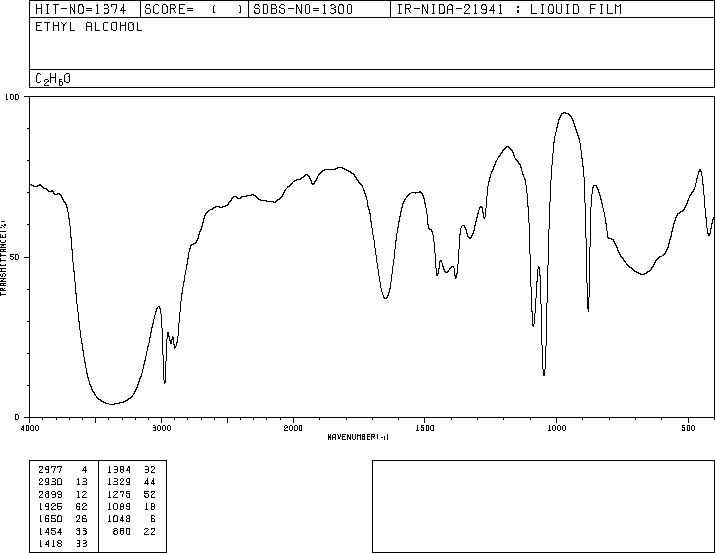 HIT-NO=1374 SCORE= ( ) SDBS-NO=1300 IR-NIDA-21941 : LIQUID FILM
ETHYL ALCOHOL
C2H6O
100
50
0
TRANSMITTANCE(%)
4000 3000 2000 1500 1000 500
WAVENUMBER(-1)
2977 4 1384 32
2930 13 1329 44
2899 12 1275 52
1925 62 1089 18
1650 26 1048 6
1454 35 880 22
1418 33